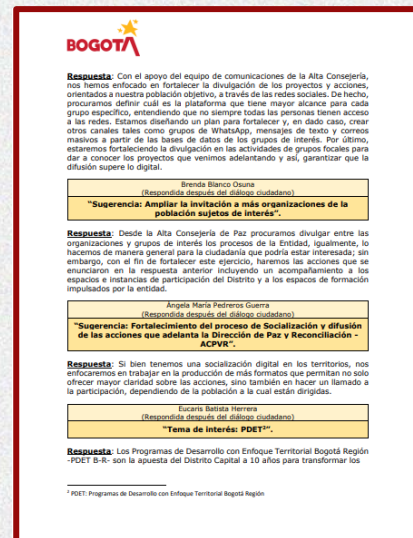 BOGOTÁ
Respuesta: Con el apoyo del equipo de comunicaciones de la Alta Consejería,
nos hemos enfocado en fortalecer la divulgación de los proyectos y acciones,
orientados a nuestra población objetivo, a través de las redes sociales. De hecho,
procuramos definir cuál es la plataforma que tiene mayor alcance para cada
grupo específico, entendiendo que no siempre todas las personas tienen acceso
a las redes. Estamos diseñando un plan para fortalecer y, en dado caso, crear
otros canales tales como grupos de WhatsApp, mensajes de texto y correos
masivos a partir de las bases de datos de los grupos de interés. Por último,
estaremos fortaleciendo la divulgación en las actividades de grupos focales para
dar a conocer los proyectos que venimos adelantando y así, garantizar que la
difusión supere lo digital.
Brenda Blanco Osuna
(Respondida después del diálogo ciudadano)
"Sugerencia: Ampliar la invitación a más organizaciones de la
población sujetos de interés".
Respuesta: Desde la Alta Consejería de Paz procuramos divulgar entre las
organizaciones y grupos de interés los procesos de la Entidad, igualmente, lo
hacemos de manera general para la ciudadanía que podría estar interesada; sin
embargo, con el fin de fortalecer este ejercicio, haremos las acciones que se
enunciaron en la respuesta anterior incluyendo un acompañamiento a los
espacios e instancias de participación del Distrito y a los espacios de formación
impulsados por la entidad.
Ángela María Pedreros Guerra
(Respondida después del diálogo ciudadano)
"Sugerencia: Fortalecimiento del proceso de Socialización y difusión
de las acciones que adelanta la Dirección de Paz y Reconciliación -
ACPVR".
Respuesta: Si bien tenemos una socialización digital en los territorios, nos
enfocaremos en trabajar en la producción de más formatos que permitan no solo
ofrecer mayor claridad sobre las acciones, sino también en hacer un llamado a
la participación, dependiendo de la población a la cual están dirigidas.
Eucaris Batista Herrera
(Respondida después del diálogo ciudadano)
"Tema de interés: PDET²".
Respuesta: Los Programas de Desarrollo con Enfoque Territorial Bogotá Región
-PDET B-R- son la apuesta del Distrito Capital a 10 años para transformar los
² PDET: Programas de Desarrollo con Enfoque Territorial Bogotá Región